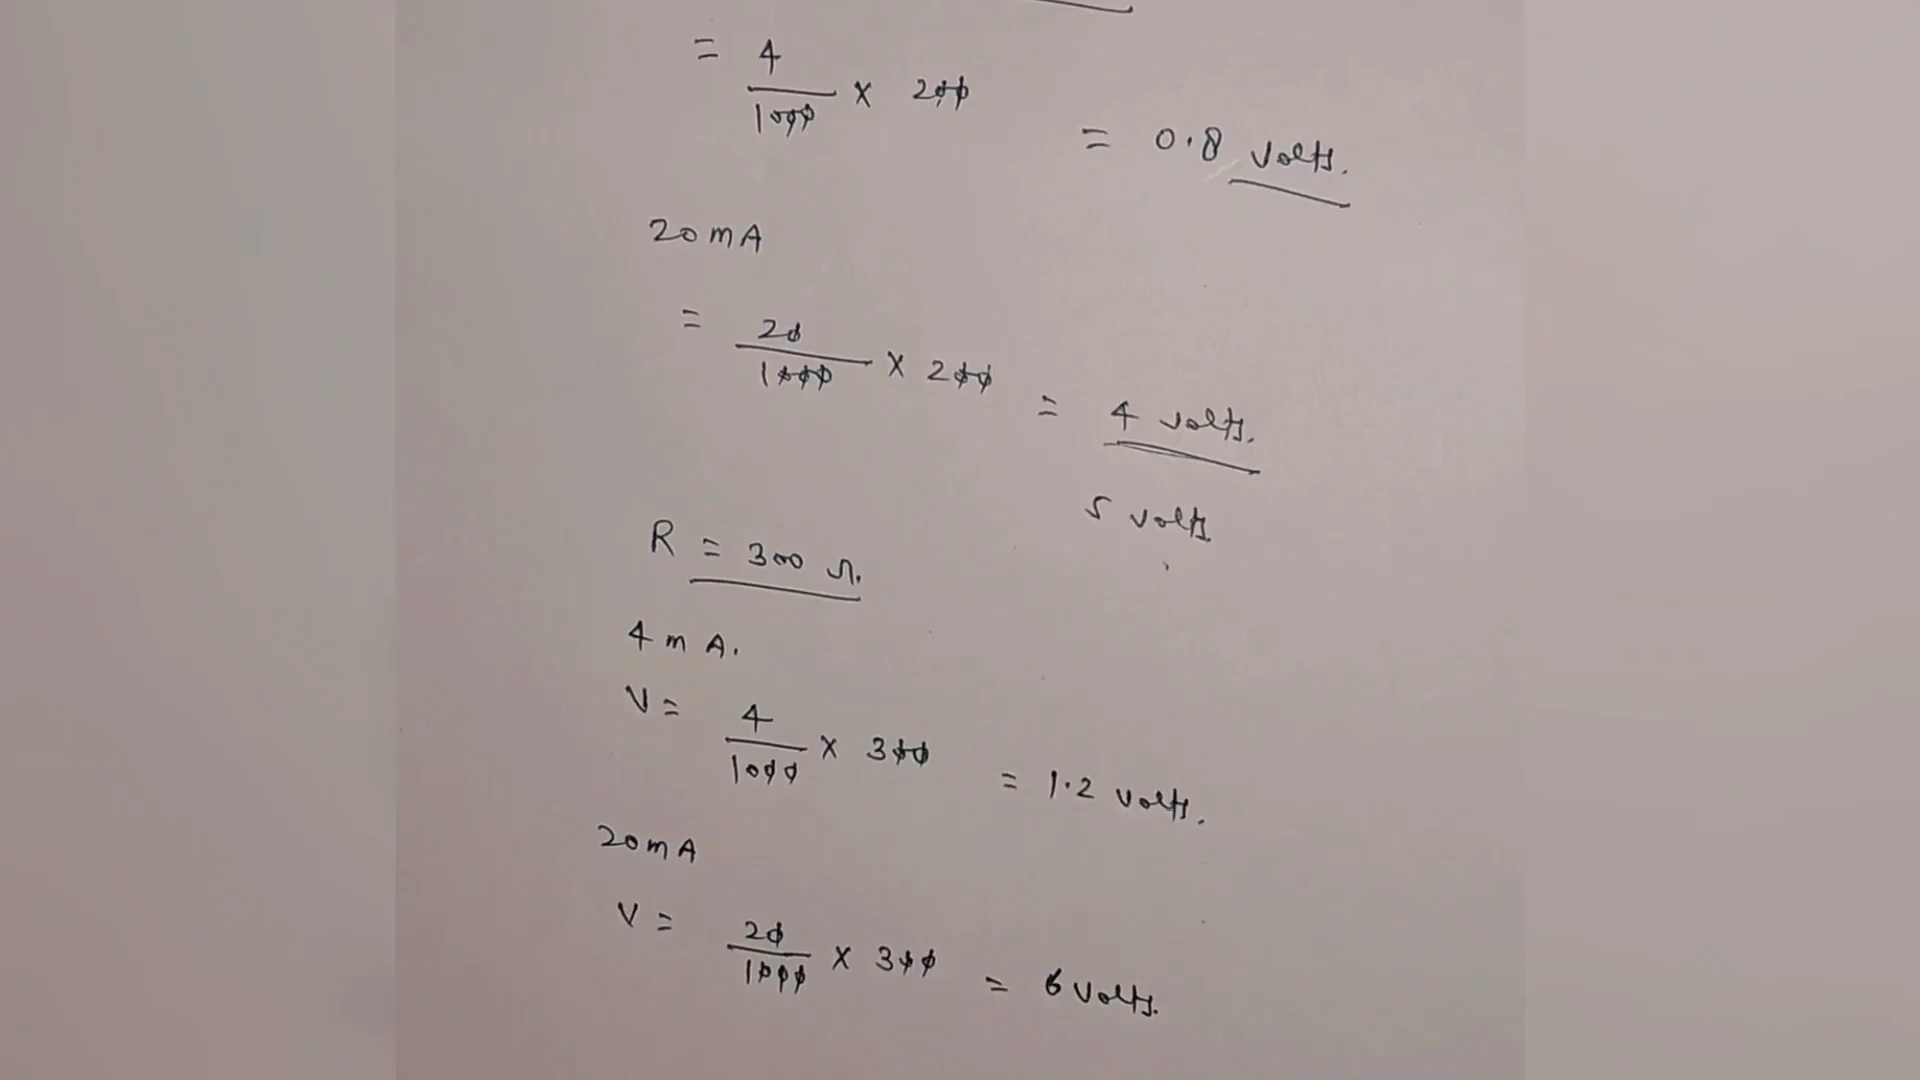 = 4/1000 × 200 = 0.8 volts.
20 mA
= 20/1000 × 200 = 4 volts.
5 volts.
R = 300 Ω.
4 m A.
V = 4/1000 × 300 = 1.2 volts.
20 mA
V = 20/1000 × 300 = 6 volts.